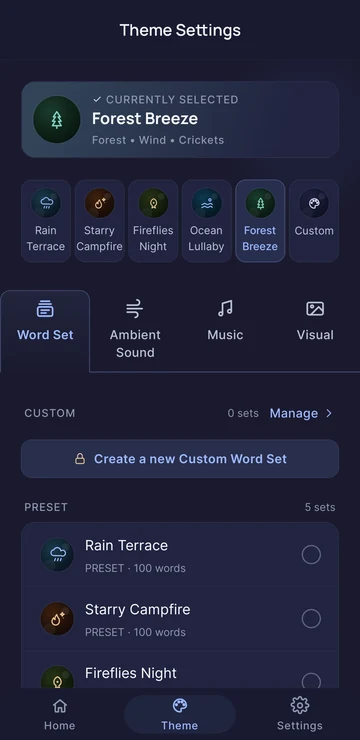 Theme Settings
✓ CURRENTLY SELECTED
Forest Breeze
Forest • Wind • Crickets
Rain Terrace
Starry Campfire
Fireflies Night
Ocean Lullaby
Forest Breeze
Custom
Word Set
Ambient Sound
Music
Visual
CUSTOM
0 sets
Manage >
Create a new Custom Word Set
PRESET
5 sets
Rain Terrace
PRESET · 100 words
Starry Campfire
PRESET · 100 words
Fireflies Night
Home
Theme
Settings